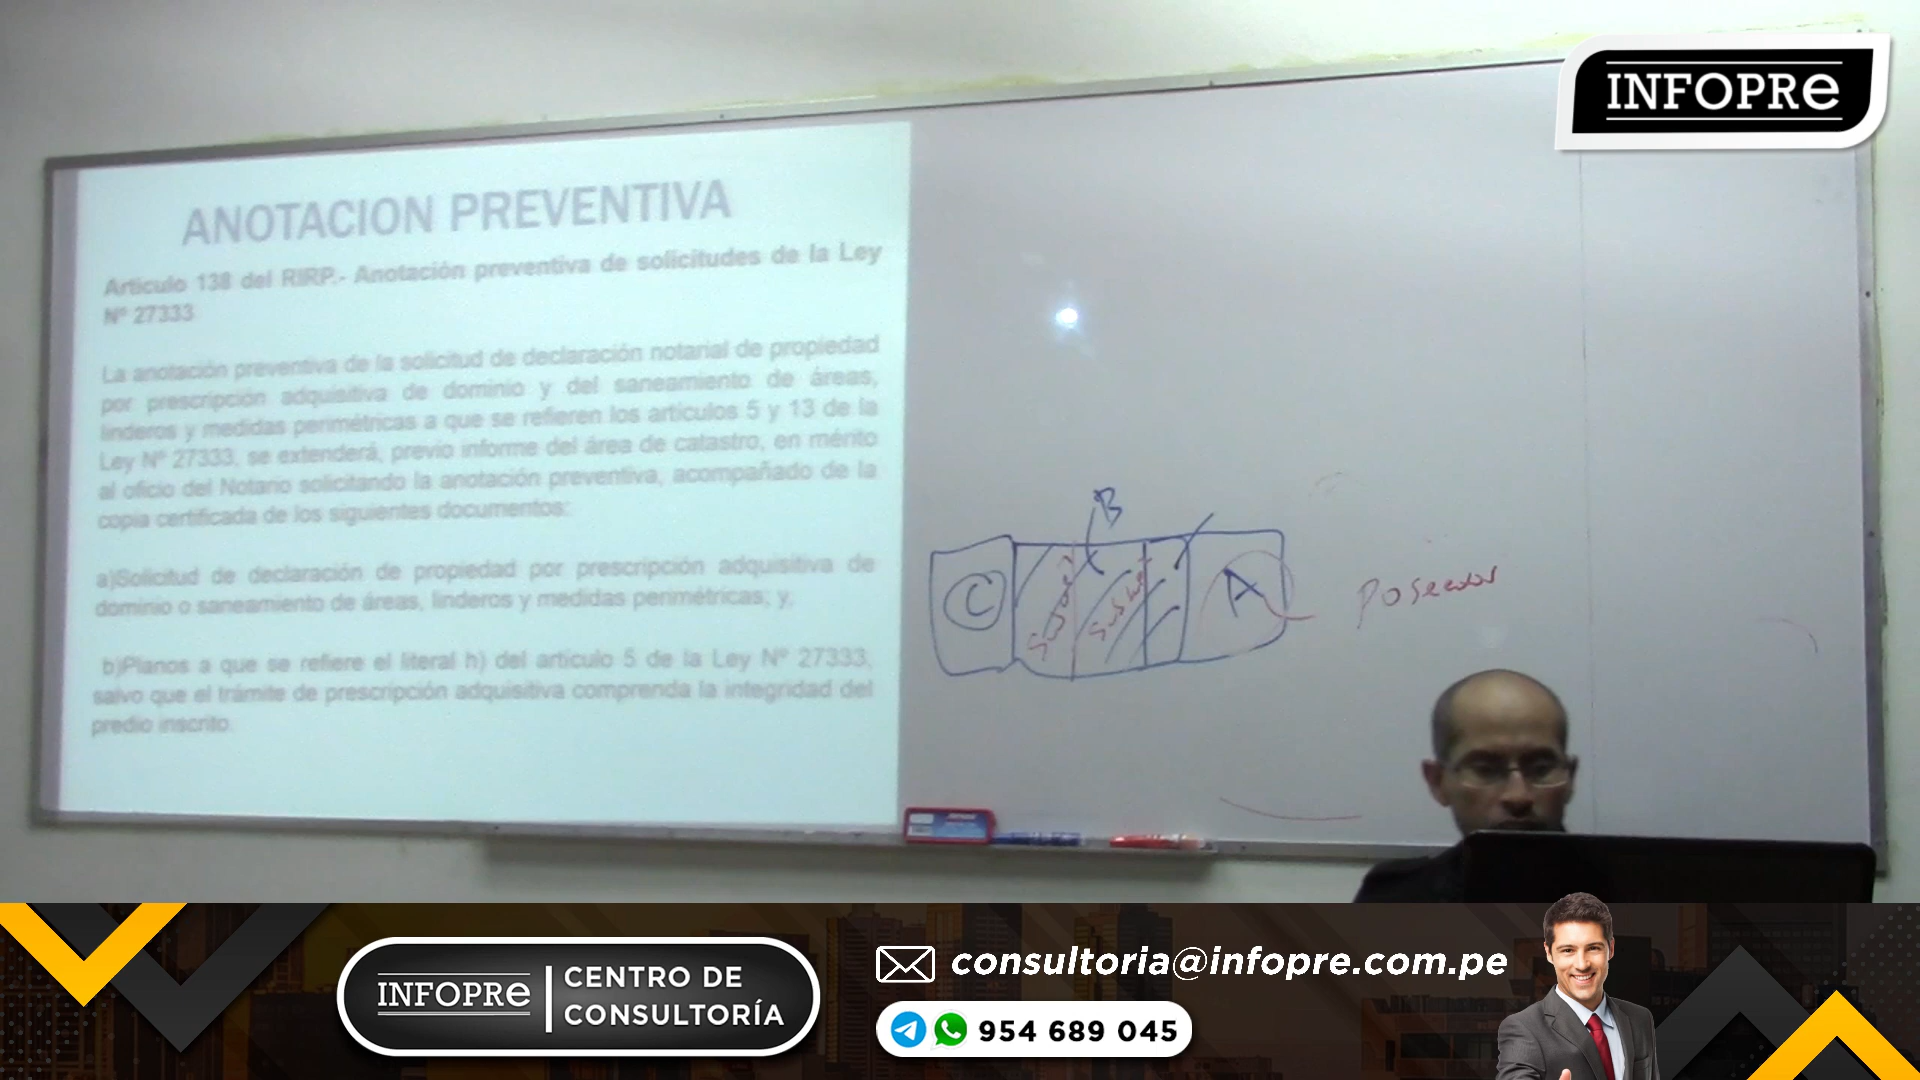 INFOPRe
ANOTACION PREVENTIVA
Artículo 138 del RIRP.- Anotación preventiva de solicitudes de la Ley
Nº 27333
La anotación preventiva de la solicitud de declaración notarial de propiedad
por prescripción adquisitiva de dominio y del saneamiento de áreas,
linderos y medidas perimétricas a que se refieren los artículos 5 y 13 de la
Ley Nº 27333, se extenderá, previo informe del área de catastro, en mérito
al oficio del Notario solicitando la anotación preventiva, acompañado de la
copia certificada de los siguientes documentos:
a)Solicitud de declaración de propiedad por prescripción adquisitiva de
dominio o saneamiento de áreas, linderos y medidas perimétricas; y,
b)Planos a que se refiere el literal h) del artículo 5 de la Ley Nº 27333,
salvo que el trámite de prescripción adquisitiva comprenda la integridad del
predio inscrito.
B
C
A
Poseedor
INFOPRe
CENTRO DE
CONSULTORÍA
consultoria@infopre.com.pe
954 689 045